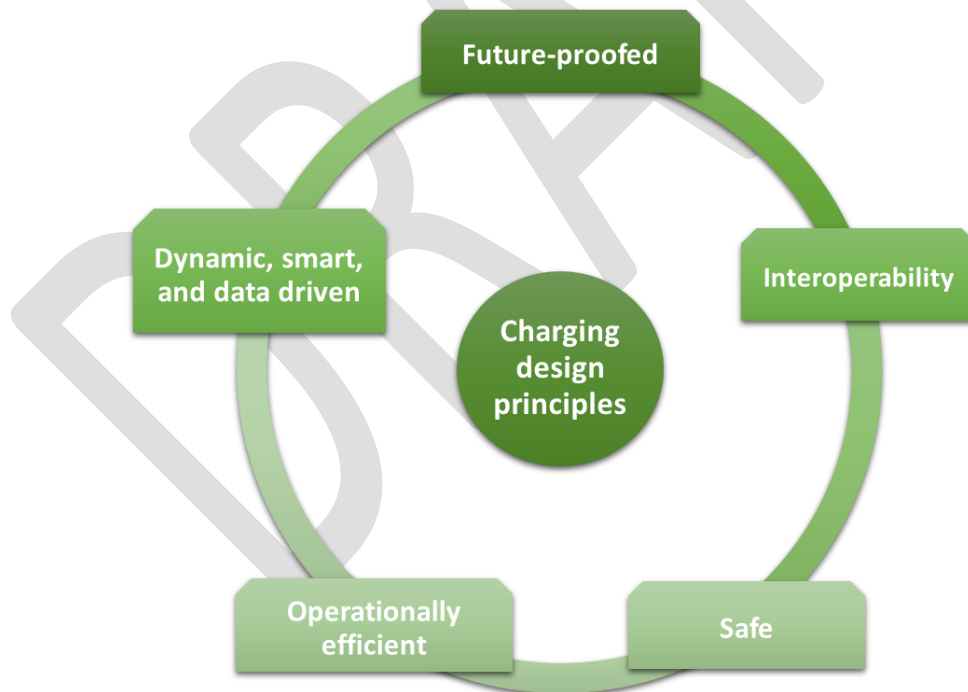 Future-proofed
Interoperability
Safe
Operationally
efficient
Dynamic, smart,
and data driven
Charging
design
principles